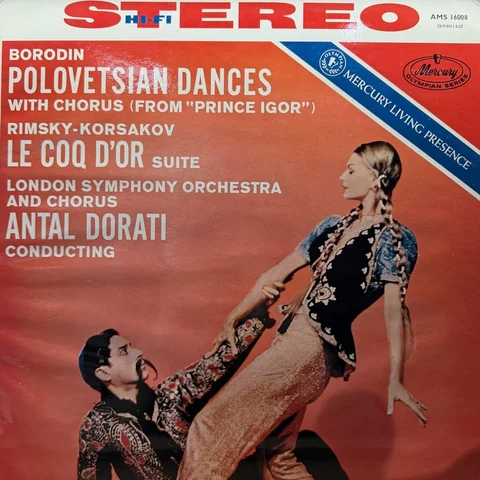 STEREO
HI-FI
AMS 16008
BORODIN
POLOVETSIAN DANCES
WITH CHORUS (FROM "PRINCE IGOR")
RIMSKY-KORSAKOV
LE COQ D'OR SUITE
LONDON SYMPHONY ORCHESTRA
AND CHORUS
ANTAL DORATI
CONDUCTING
OLYMPIAN
MERCURY LIVING PRESENCE
Mercury
OLYMPIAN SERIES